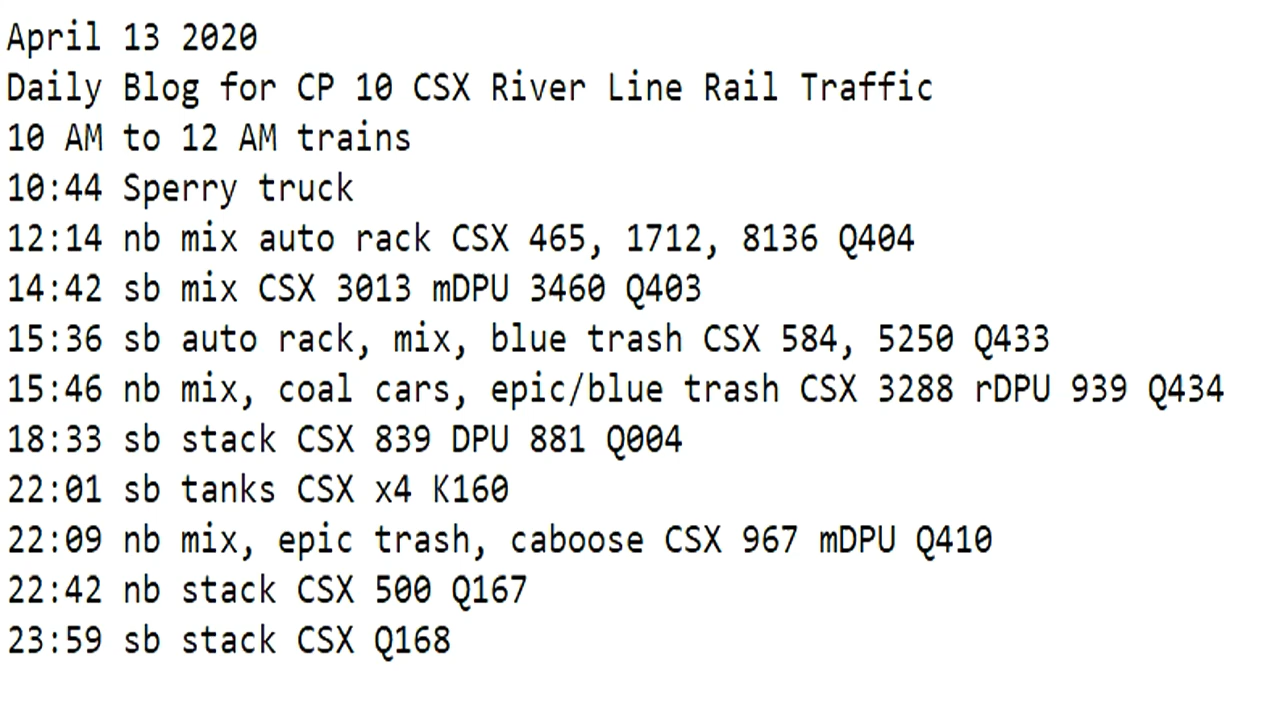 April 13 2020
Daily Blog for CP 10 CSX River Line Rail Traffic
10 AM to 12 AM trains
10:44 Sperry truck
12:14 nb mix auto rack CSX 465, 1712, 8136 Q404
14:42 sb mix CSX 3013 mDPU 3460 Q403
15:36 sb auto rack, mix, blue trash CSX 584, 5250 Q433
15:46 nb mix, coal cars, epic/blue trash CSX 3288 rDPU 939 Q434
18:33 sb stack CSX 839 DPU 881 Q004
22:01 sb tanks CSX x4 K160
22:09 nb mix, epic trash, caboose CSX 967 mDPU Q410
22:42 nb stack CSX 500 Q167
23:59 sb stack CSX Q168